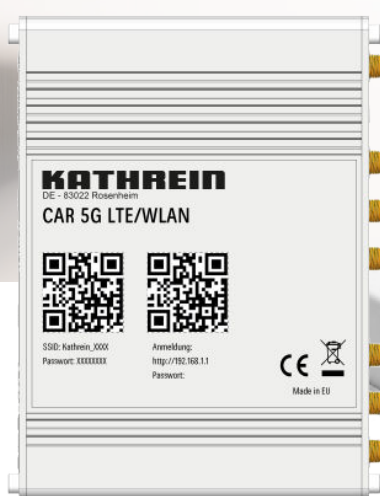 KATHREIN
DE - 83022 Rosenheim
CAR 5G LTE/WLAN
SSID: Kathrein_XXXX
Passwort: XXXXXXXX
Anmeldung:
http://192.168.1.1
Passwort:
CE
Made in EU